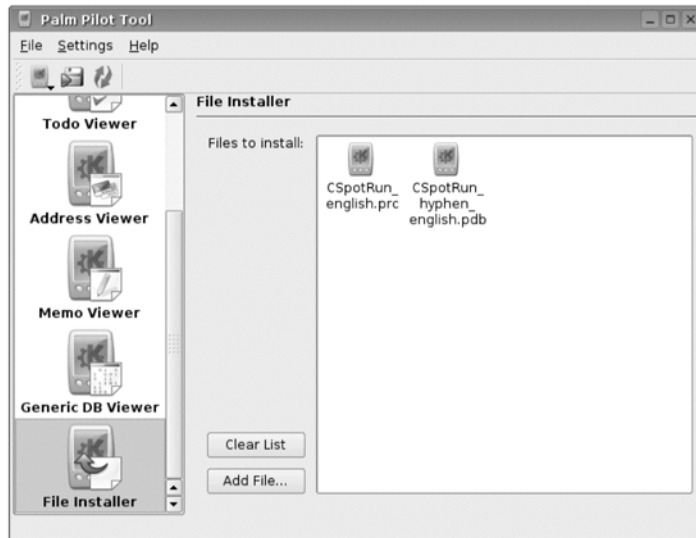 Palm Pilot Tool
File Settings Help
Todo Viewer
Address Viewer
Memo Viewer
Generic DB Viewer
File Installer
File Installer
Files to install:
CSpotRun_
english.prc
CSpotRun_
hyphen_
english.pdb
Clear List
Add File...